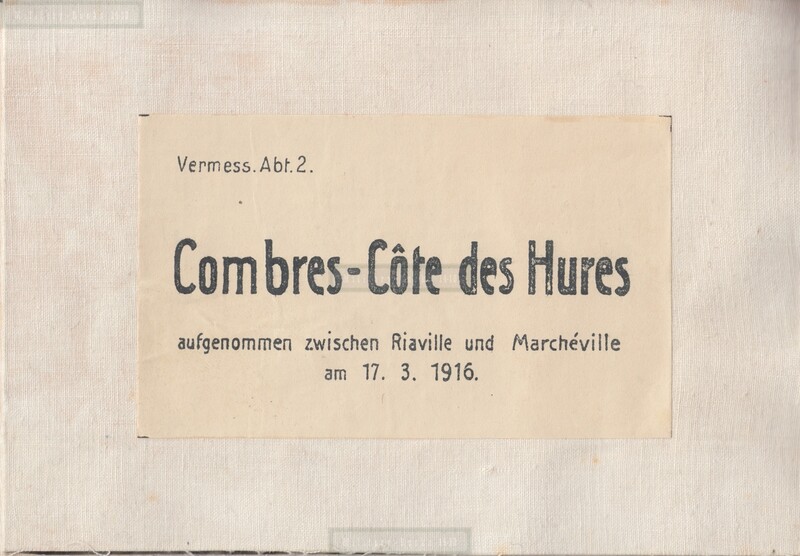 Vermess. Abt. 2.
Combres-Côte des Hures
aufgenommen zwischen Riaville und Marchéville
am 17. 3. 1916.